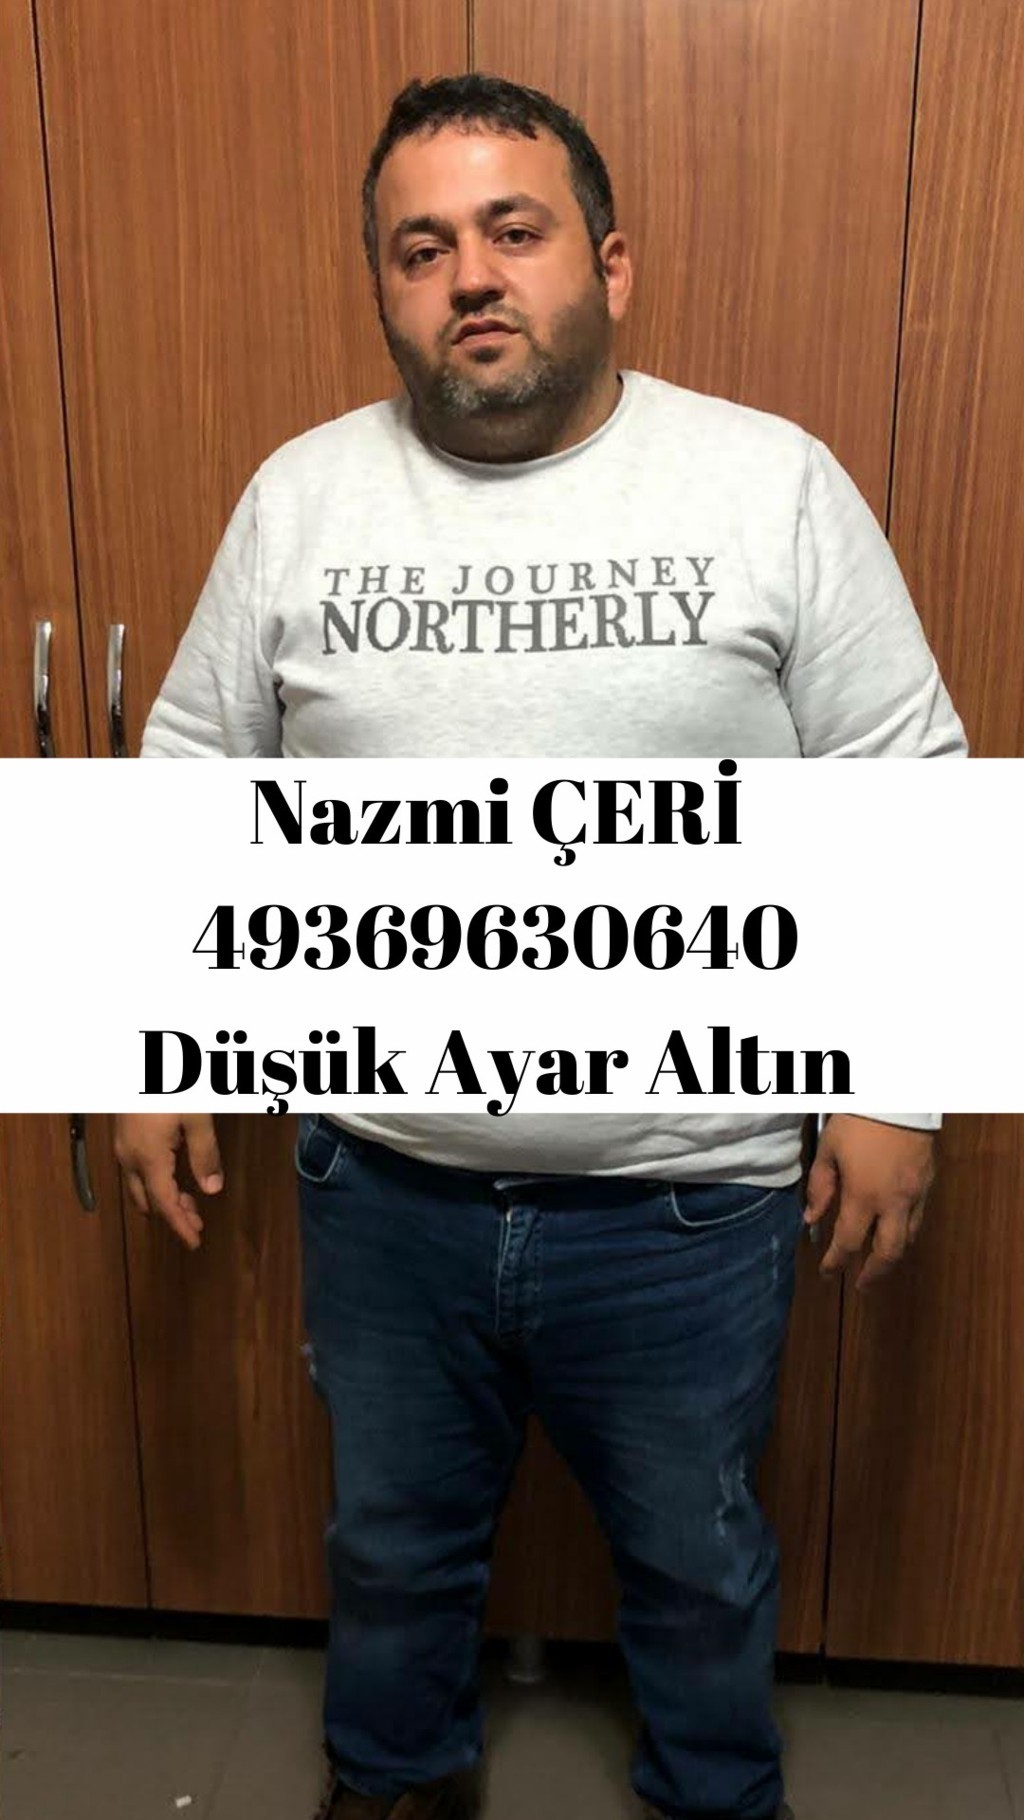 THE JOURNEY
NORTHERLY
Nazmi ÇERİ
49369630640
Düşük Ayar Altın